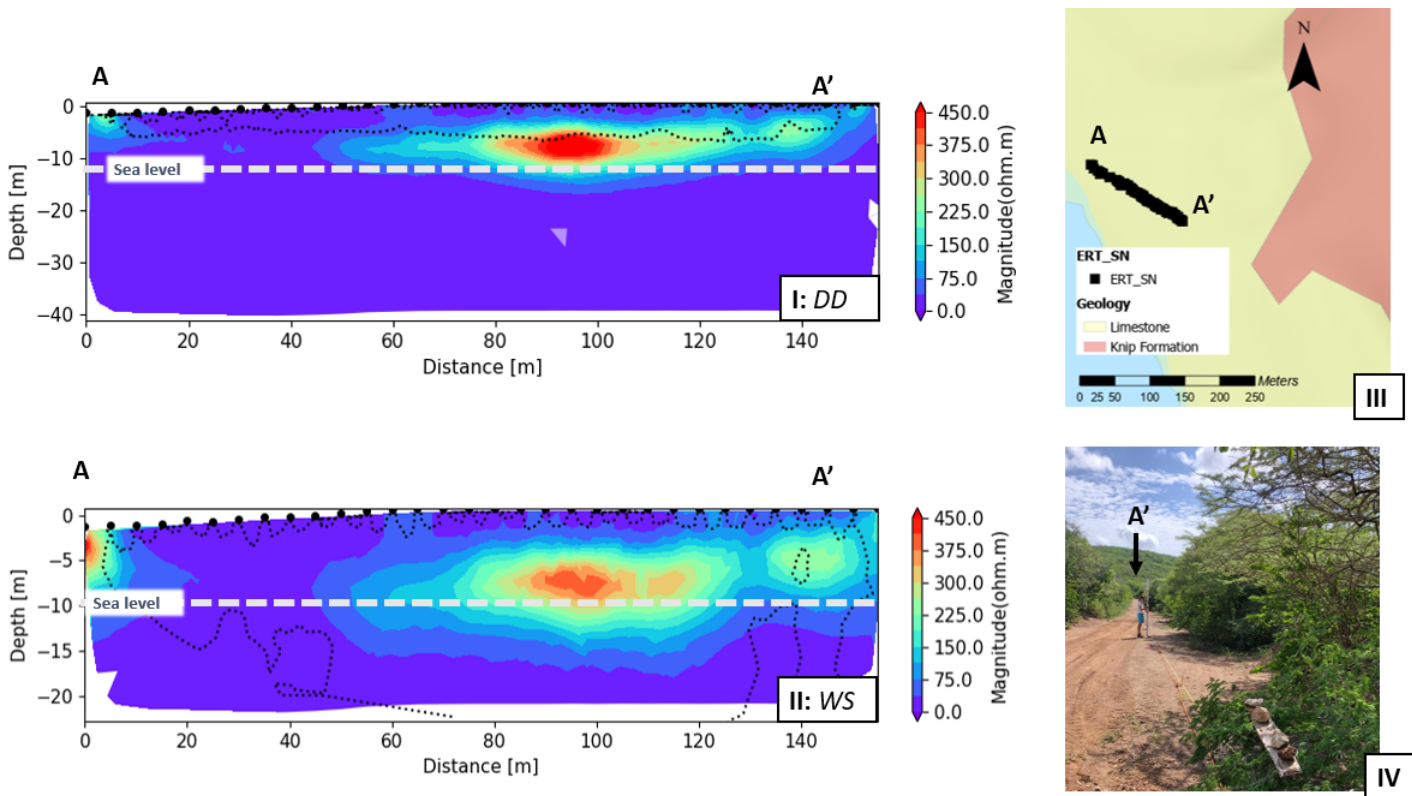 A
A'
0
−10
−20
−30
−40
Depth [m]
Sea level
0 20 40 60 80 100 120 140
Distance [m]
I: DD
450.0
375.0
300.0
225.0
150.0
75.0
0.0
Magnitude(ohm.m)
N
A
A'
ERT_SN
ERT_SN
Geology
Limestone
Knip Formation
Meters
0 25 50 100 150 200 250
III
A
A'
0
−5
−10
−15
−20
Depth [m]
Sea level
0 20 40 60 80 100 120 140
Distance [m]
II: WS
450.0
375.0
300.0
225.0
150.0
75.0
0.0
Magnitude(ohm.m)
A'
IV